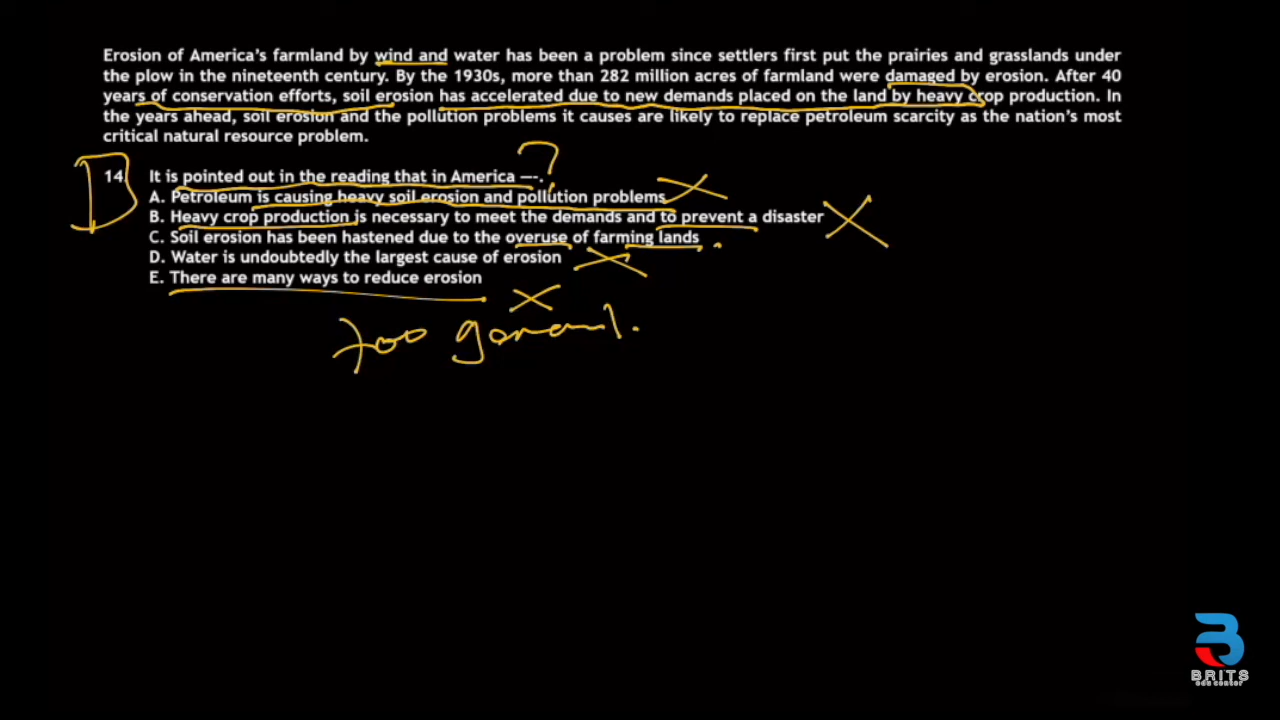 Erosion of America's farmland by wind and water has been a problem since settlers first put the prairies and grasslands under
the plow in the nineteenth century. By the 1930s, more than 282 million acres of farmland were damaged by erosion. After 40
years of conservation efforts, soil erosion has accelerated due to new demands placed on the land by heavy crop production. In
the years ahead, soil erosion and the pollution problems it causes are likely to replace petroleum scarcity as the nation's most
critical natural resource problem.
14. It is pointed out in the reading that in America —-. ?
A. Petroleum is causing heavy soil erosion and pollution problems
B. Heavy crop production is necessary to meet the demands and to prevent a disaster
C. Soil erosion has been hastened due to the overuse of farming lands
D. Water is undoubtedly the largest cause of erosion
E. There are many ways to reduce erosion
too general.
BRITS
edu center